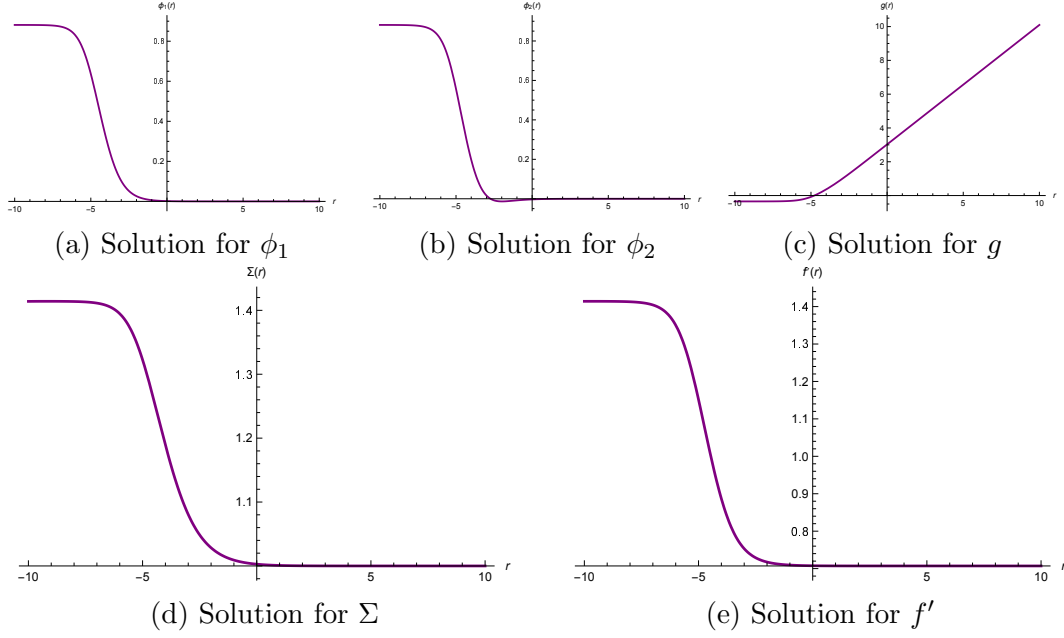 ϕ₁(r)
0.8
0.6
0.4
0.2
-10 -5 5 10 r
(a) Solution for ϕ₁
ϕ₂(r)
0.8
0.6
0.4
0.2
-10 -5 5 10 r
(b) Solution for ϕ₂
g(r)
10
8
6
4
2
-10 -5 5 10 r
(c) Solution for g
Σ(r)
1.4
1.3
1.2
1.1
-10 -5 5 10 r
(d) Solution for Σ
f′(r)
1.4
1.3
1.2
1.1
1.0
0.9
0.8
-10 -5 5 10 r
(e) Solution for f′